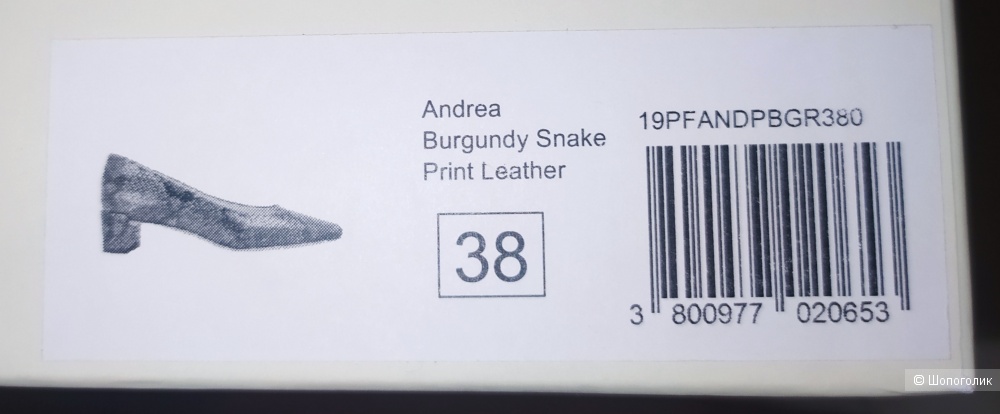 Andrea
Burgundy Snake
Print Leather
38
19PFANDPBGR380
3 800977 020653
© Шопоголик